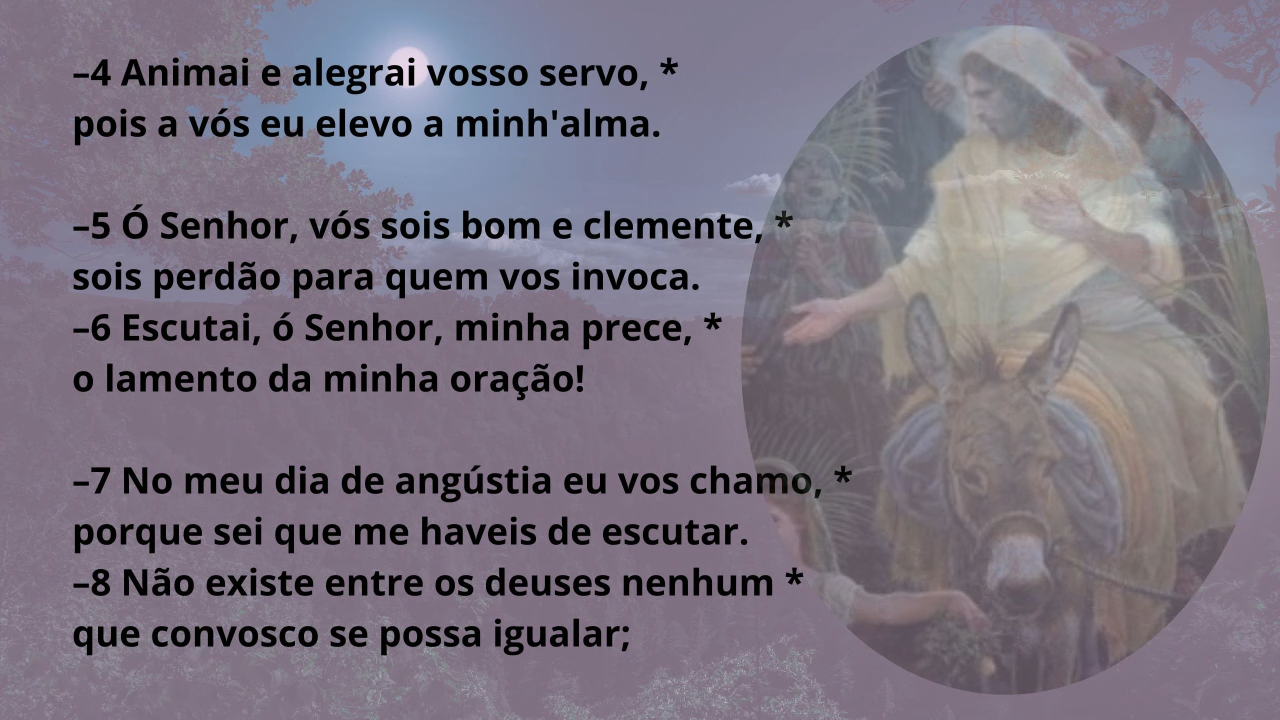 –4 Animai e alegrai vosso servo, *
pois a vós eu elevo a minh'alma.
–5 Ó Senhor, vós sois bom e clemente, *
sois perdão para quem vos invoca.
–6 Escutai, ó Senhor, minha prece, *
o lamento da minha oração!
–7 No meu dia de angústia eu vos chamo, *
porque sei que me haveis de escutar.
–8 Não existe entre os deuses nenhum *
que convosco se possa igualar;